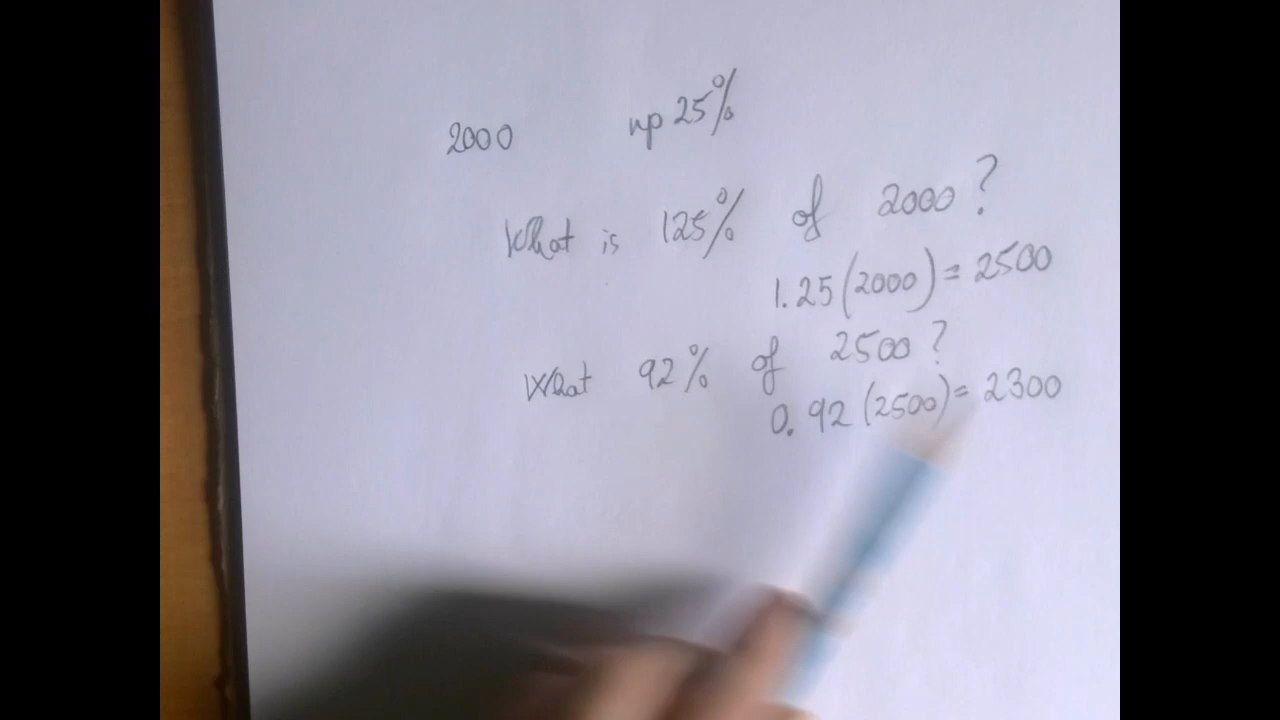 2000 up 25%
What is 125% of 2000?
1.25(2000) = 2500
What 92% of 2500?
0.92(2500) = 2300